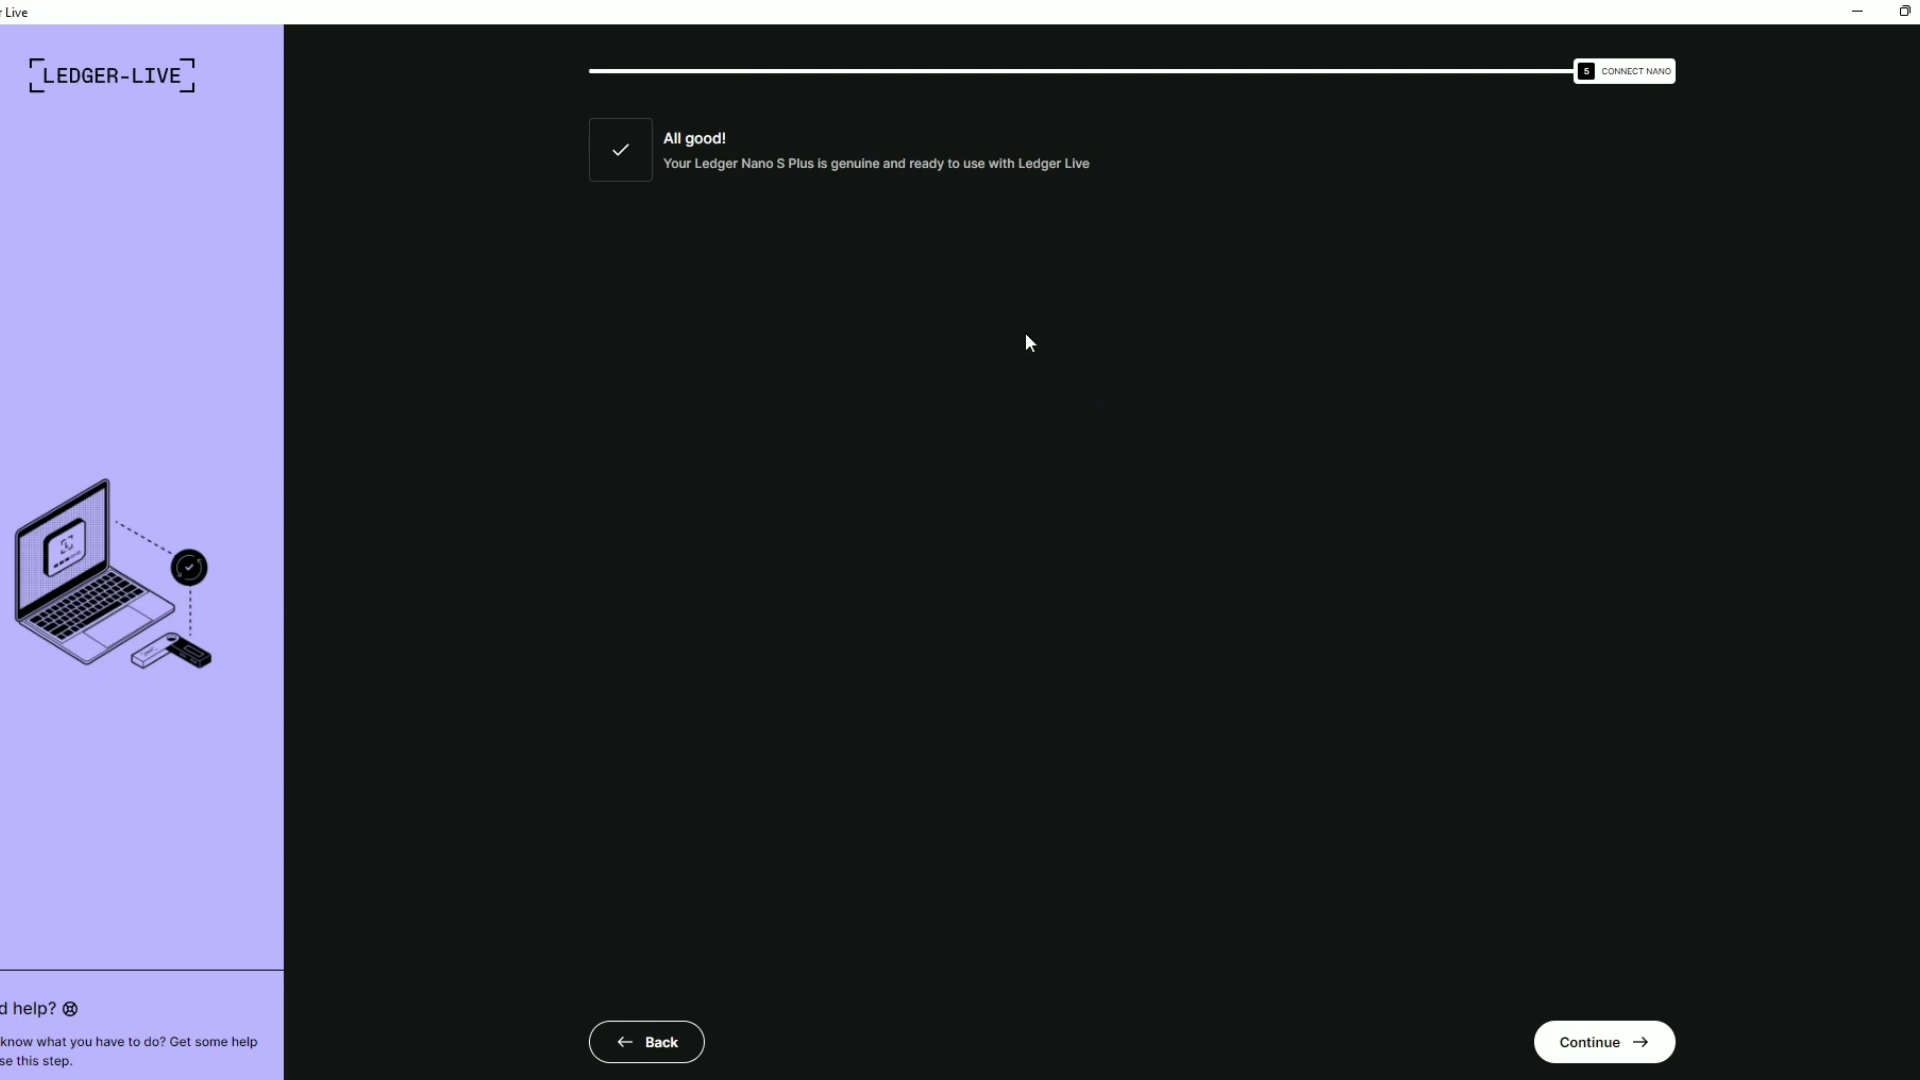 r Live
LEDGER-LIVE
5 CONNECT NANO
All good!
Your Ledger Nano S Plus is genuine and ready to use with Ledger Live
d help?
know what you have to do? Get some help
se this step.
Back
Continue